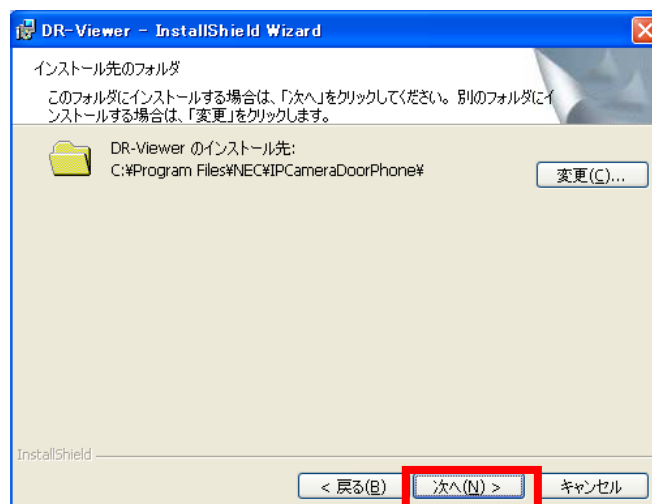 DR-Viewer - InstallShield Wizard
インストール先のフォルダ
このフォルダにインストールする場合は、「次へ」をクリックしてください。別のフォルダにイ
ンストールする場合は、「変更」をクリックします。
DR-Viewer のインストール先:
C:¥Program Files¥NEC¥IPCameraDoorPhone¥
変更(C)...
InstallShield
< 戻る(B)
次へ(N) >
キャンセル